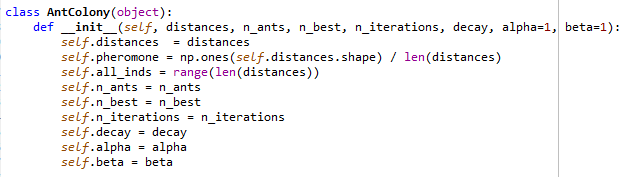 class AntColony(object):
    def __init__(self, distances, n_ants, n_best, n_iterations, decay, alpha=1, beta=1):
        self.distances  = distances
        self.pheromone = np.ones(self.distances.shape) / len(distances)
        self.all_inds = range(len(distances))
        self.n_ants = n_ants
        self.n_best = n_best
        self.n_iterations = n_iterations
        self.decay = decay
        self.alpha = alpha
        self.beta = beta